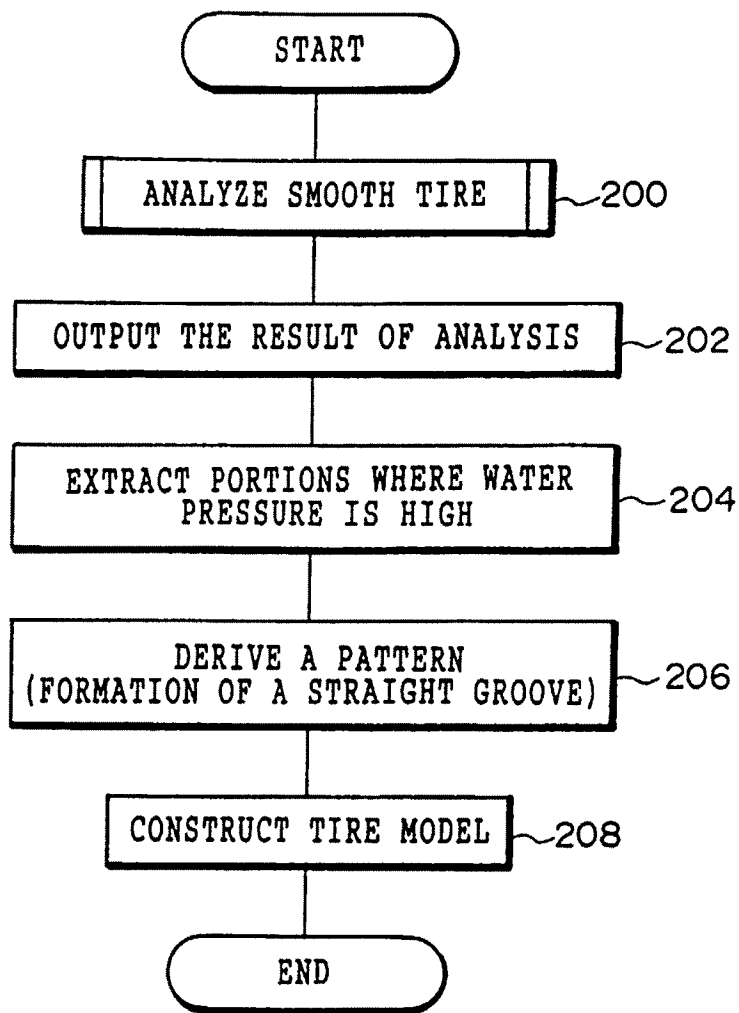 START
ANALYZE SMOOTH TIRE
200
OUTPUT THE RESULT OF ANALYSIS
202
EXTRACT PORTIONS WHERE WATER
PRESSURE IS HIGH
204
DERIVE A PATTERN
(FORMATION OF A STRAIGHT GROOVE)
206
CONSTRUCT TIRE MODEL
208
END